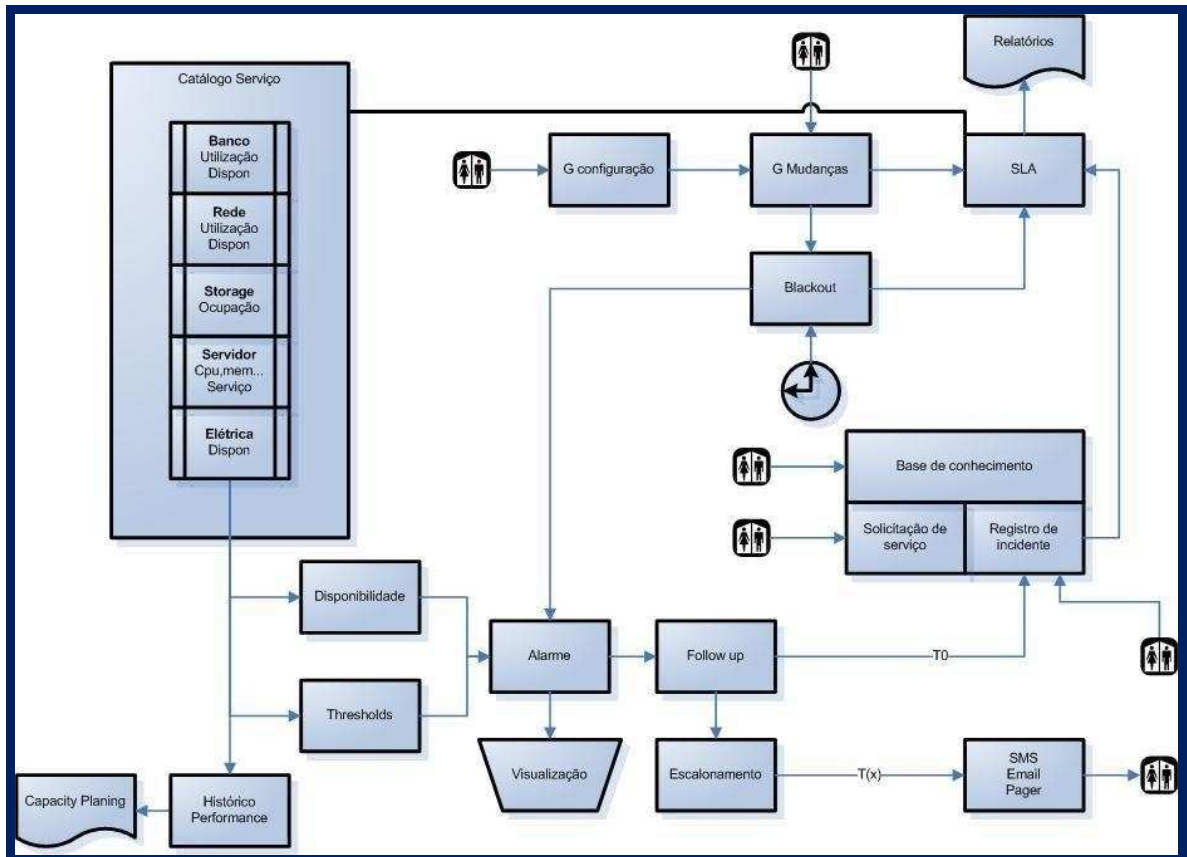 Relatórios
Catálogo Serviço
Banco
Utilização
Dispon
Rede
Utilização
Dispon
Storage
Ocupação
Servidor
Cpu,mem...
Serviço
Elétrica
Dispon
G configuração
G Mudanças
SLA
Blackout
Base de conhecimento
Solicitação de
serviço
Registro de
incidente
Disponibilidade
Thresholds
Alarme
Follow up
T0
Visualização
Escalonamento
T(x)
SMS
Email
Pager
Capacity Planing
Histórico
Performance